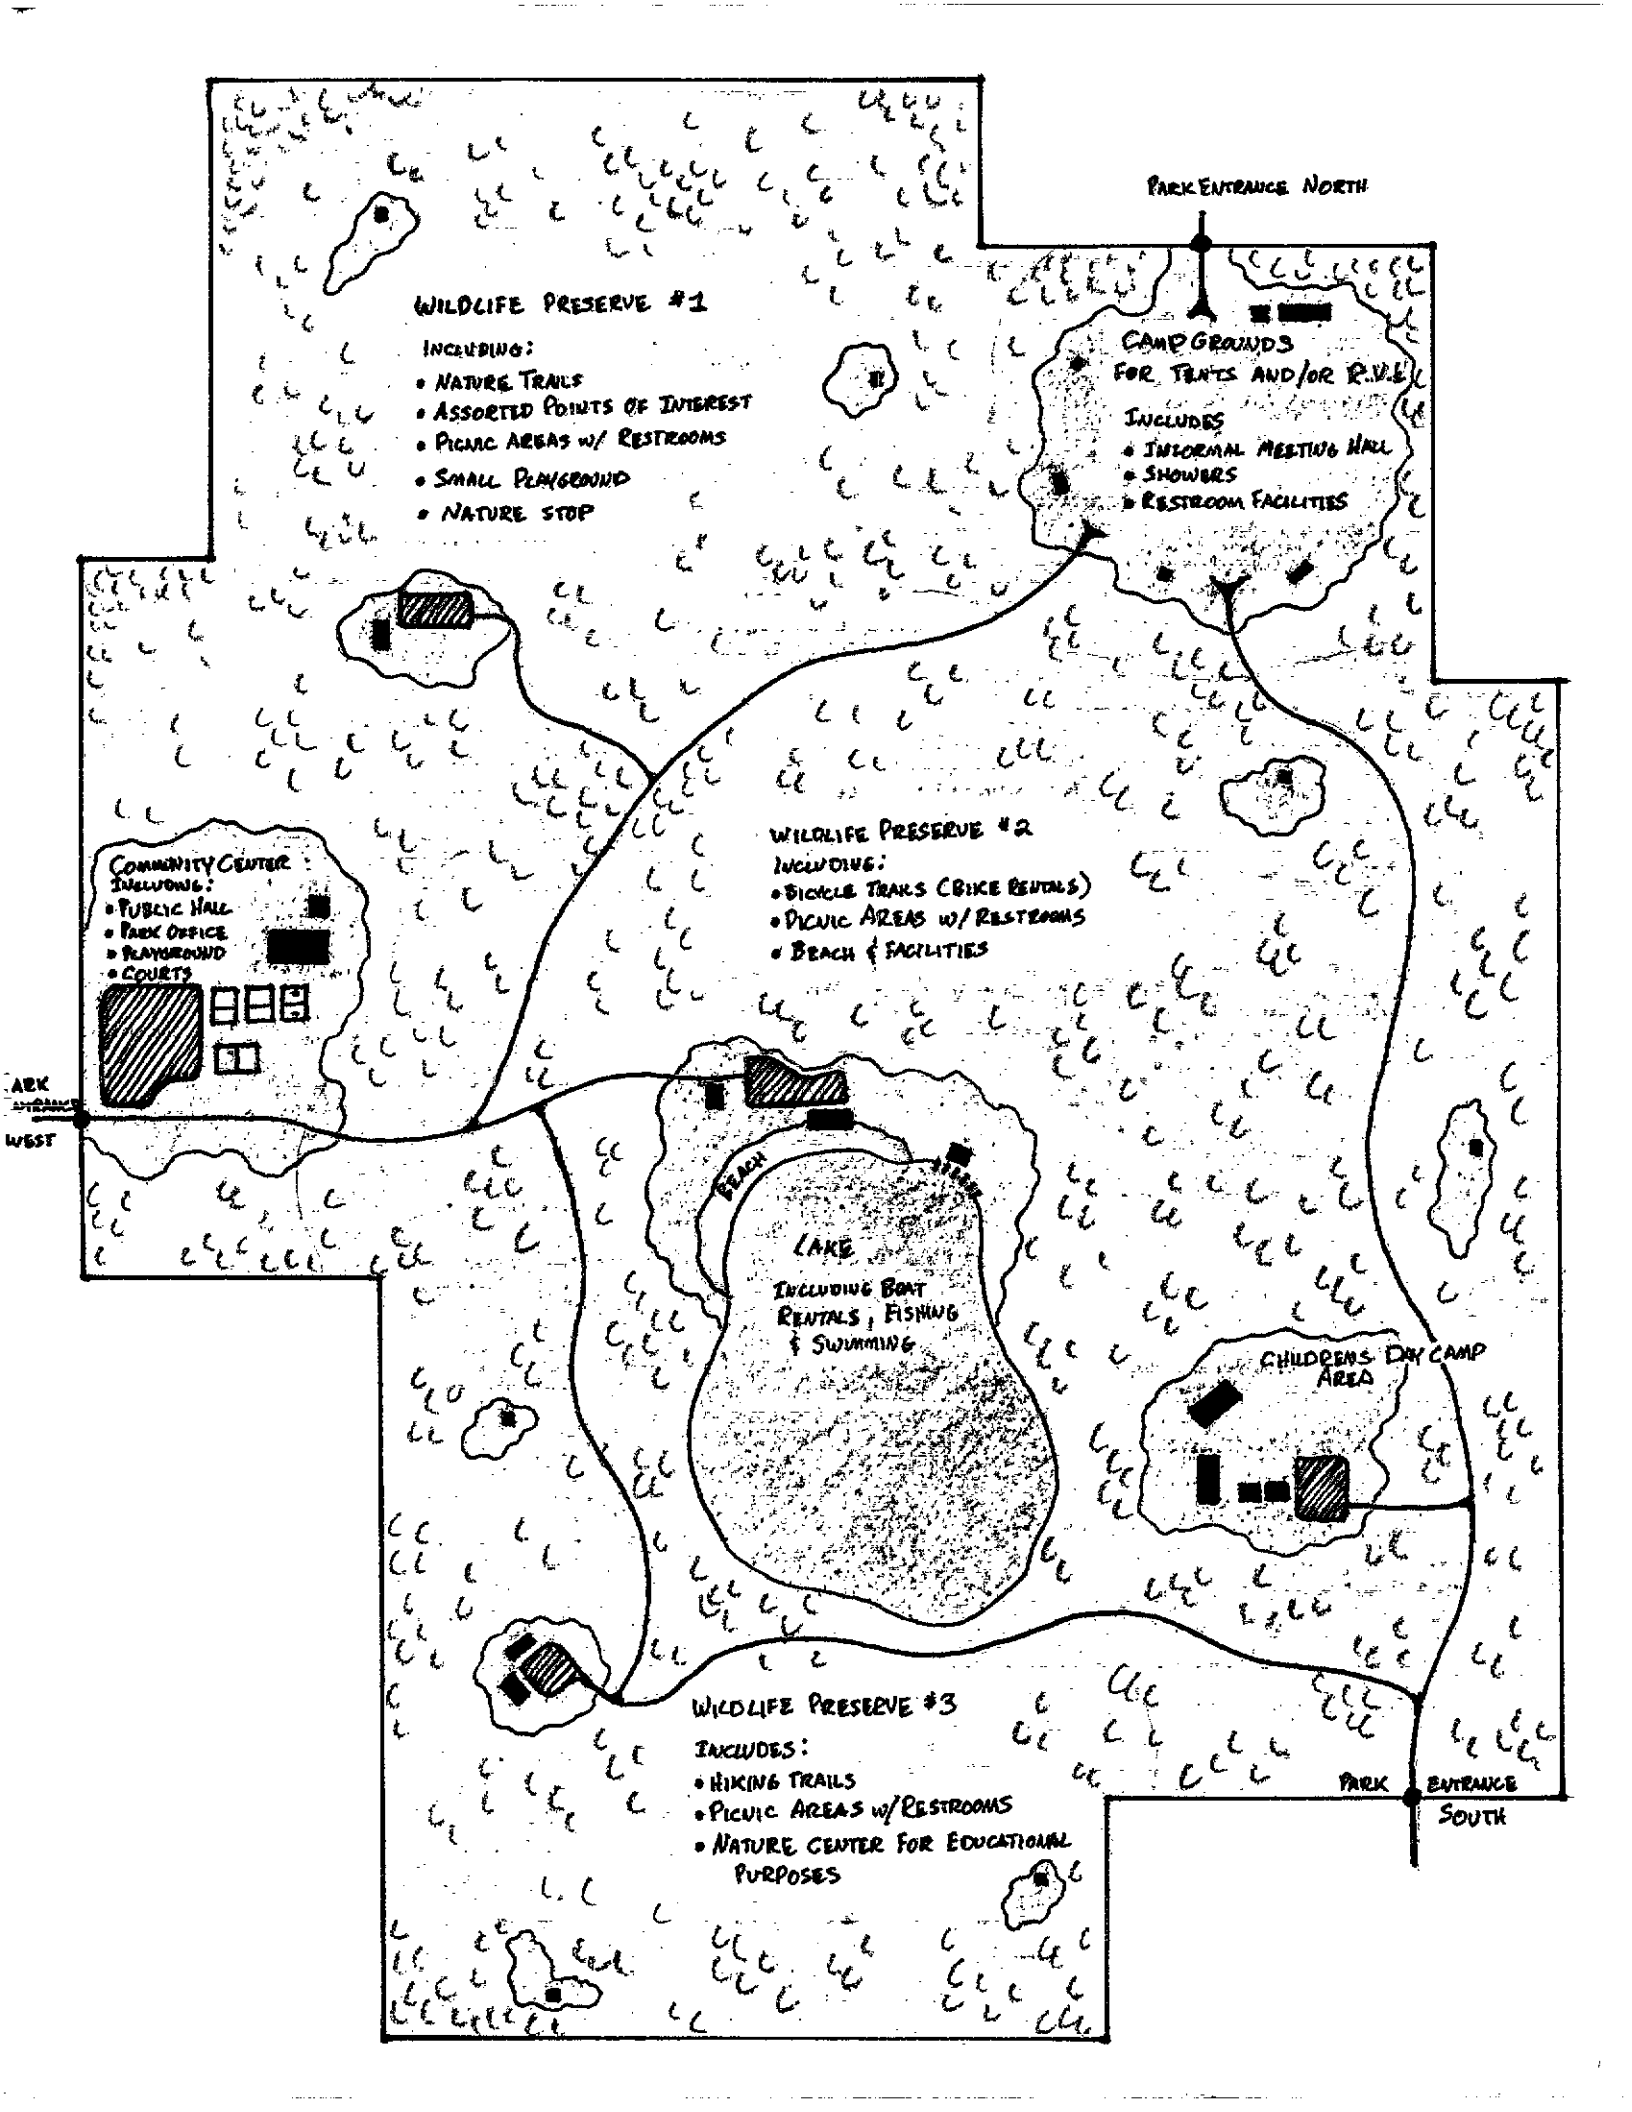 PARK ENTRANCE NORTH
WILDLIFE PRESERVE #1
INCLUDING:
• NATURE TRAILS
• ASSORTED POINTS OF INTEREST
• PICNIC AREAS W/ RESTROOMS
• SMALL PLAYGROUND
• NATURE STOP
CAMPGROUNDS
FOR TENTS AND/OR R.V.'S
INCLUDES
• INFORMAL MEETING HALL
• SHOWERS
• RESTROOM FACILITIES
WILDLIFE PRESERVE #2
INCLUDING:
• BICYCLE TRAILS (BIKE RENTALS)
• PICNIC AREAS W/ RESTROOMS
• BEACH & FACILITIES
COMMUNITY CENTER
INCLUDING:
• PUBLIC HALL
• PARK OFFICE
• PLAYGROUND
• COURTS
ARK
WEST
BEACH
LAKE
INCLUDING BOAT
RENTALS, FISHING
& SWIMMING
CHILDRENS DAY CAMP
AREA
WILDLIFE PRESERVE #3
INCLUDES:
• HIKING TRAILS
• PICNIC AREAS W/RESTROOMS
• NATURE CENTER FOR EDUCATIONAL
PURPOSES
PARK ENTRANCE
SOUTH